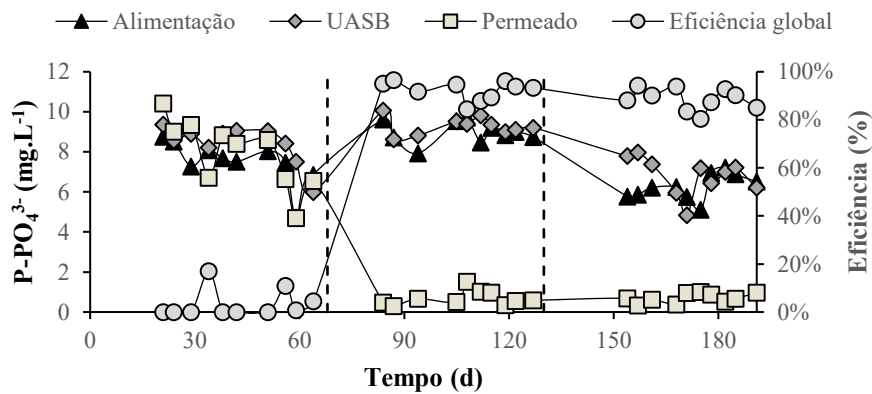 Alimentação UASB Permeado Eficiência global
P-PO₄³⁻ (mg.L⁻¹)
12
10
8
6
4
2
0
100%
80%
60%
40%
20%
0%
Eficiência (%)
0 30 60 90 120 150 180
Tempo (d)